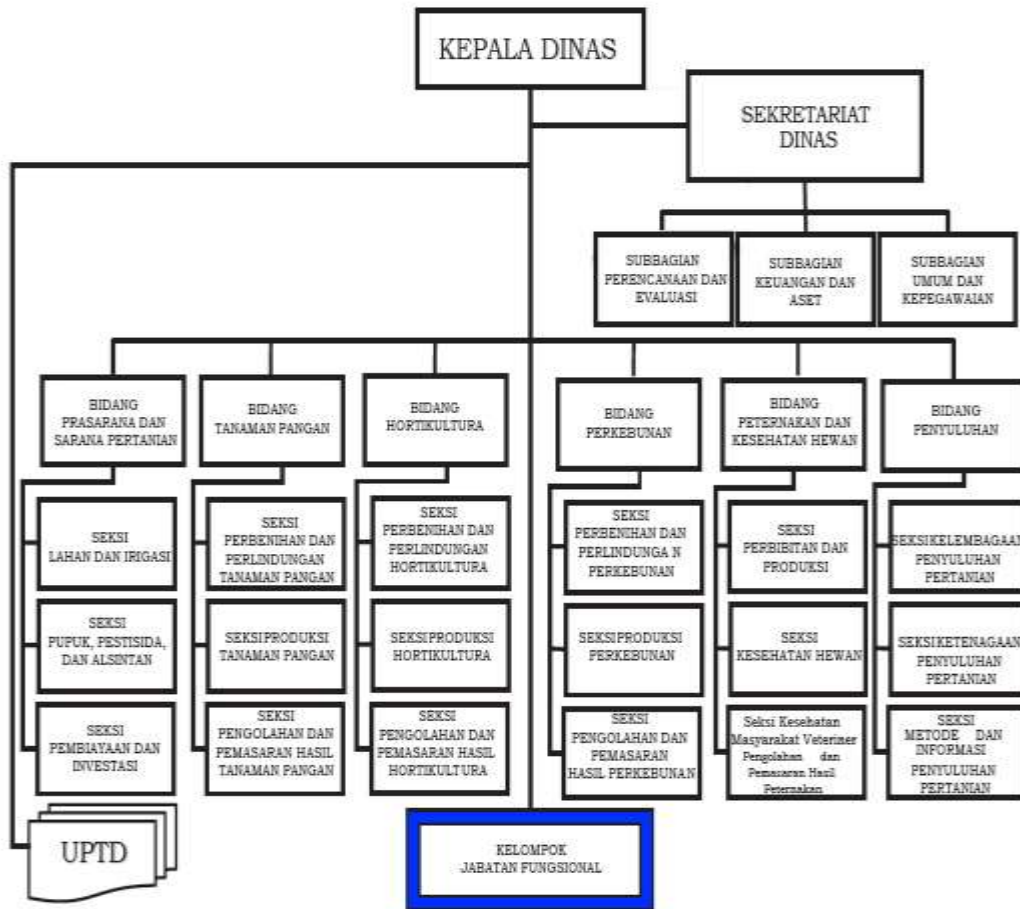 KEPALA DINAS
SEKRETARIAT
DINAS
SUBBAGIAN
PERENCANAAN DAN
EVALUASI
SUBBAGIAN
KEUANGAN DAN
ASET
SUBBAGIAN
UMUM DAN
KEPEGAWAIAN
BIDANG
PRASARANA DAN
SARANA PERTANIAN
BIDANG
TANAMAN PANGAN
BIDANG
HORTIKULTURA
BIDANG
PERKEBUNAN
BIDANG
PETERNAKAN DAN
KESEHATAN HEWAN
BIDANG
PENYULUHAN
SEKSI
LAHAN DAN IRIGASI
SEKSI
PERBENIHAN DAN
PERLINDUNGAN
TANAMAN PANGAN
SEKSI
PERBENIHAN DAN
PERLINDUNGAN
HORTIKULTURA
SEKSI
PERBENIHAN DAN
PERLINDUNGA N
PERKEBUNAN
SEKSI
PERBIBITAN DAN
PRODUKSI
SEKSI KELEMBAGAAN
PENYULUHAN
PERTANIAN
SEKSI
PUPUK, PESTISIDA,
DAN ALSINTAN
SEKSI PRODUKSI
TANAMAN PANGAN
SEKSI PRODUKSI
HORTIKULTURA
SEKSI PRODUKSI
PERKEBUNAN
SEKSI
KESEHATAN HEWAN
SEKSI KETENAGAAN
PENYULUHAN
PERTANIAN
SEKSI
PEMBIAYAAN DAN
INVESTASI
SEKSI
PENGOLAHAN DAN
PEMASARAN HASIL
TANAMAN PANGAN
SEKSI
PENGOLAHAN DAN
PEMASARAN HASIL
HORTIKULTURA
SEKSI
PENGOLAHAN DAN
PEMASARAN
HASIL PERKEBUNAN
Seksi Kesehatan
Masyarakat Veteriner
Pengolahan dan
Pemasaran Hasil
Peternakan
SEKSI
METODE DAN
INFORMASI
PENYULUHAN
PERTANIAN
UPTD
KELOMPOK
JABATAN FUNGSIONAL